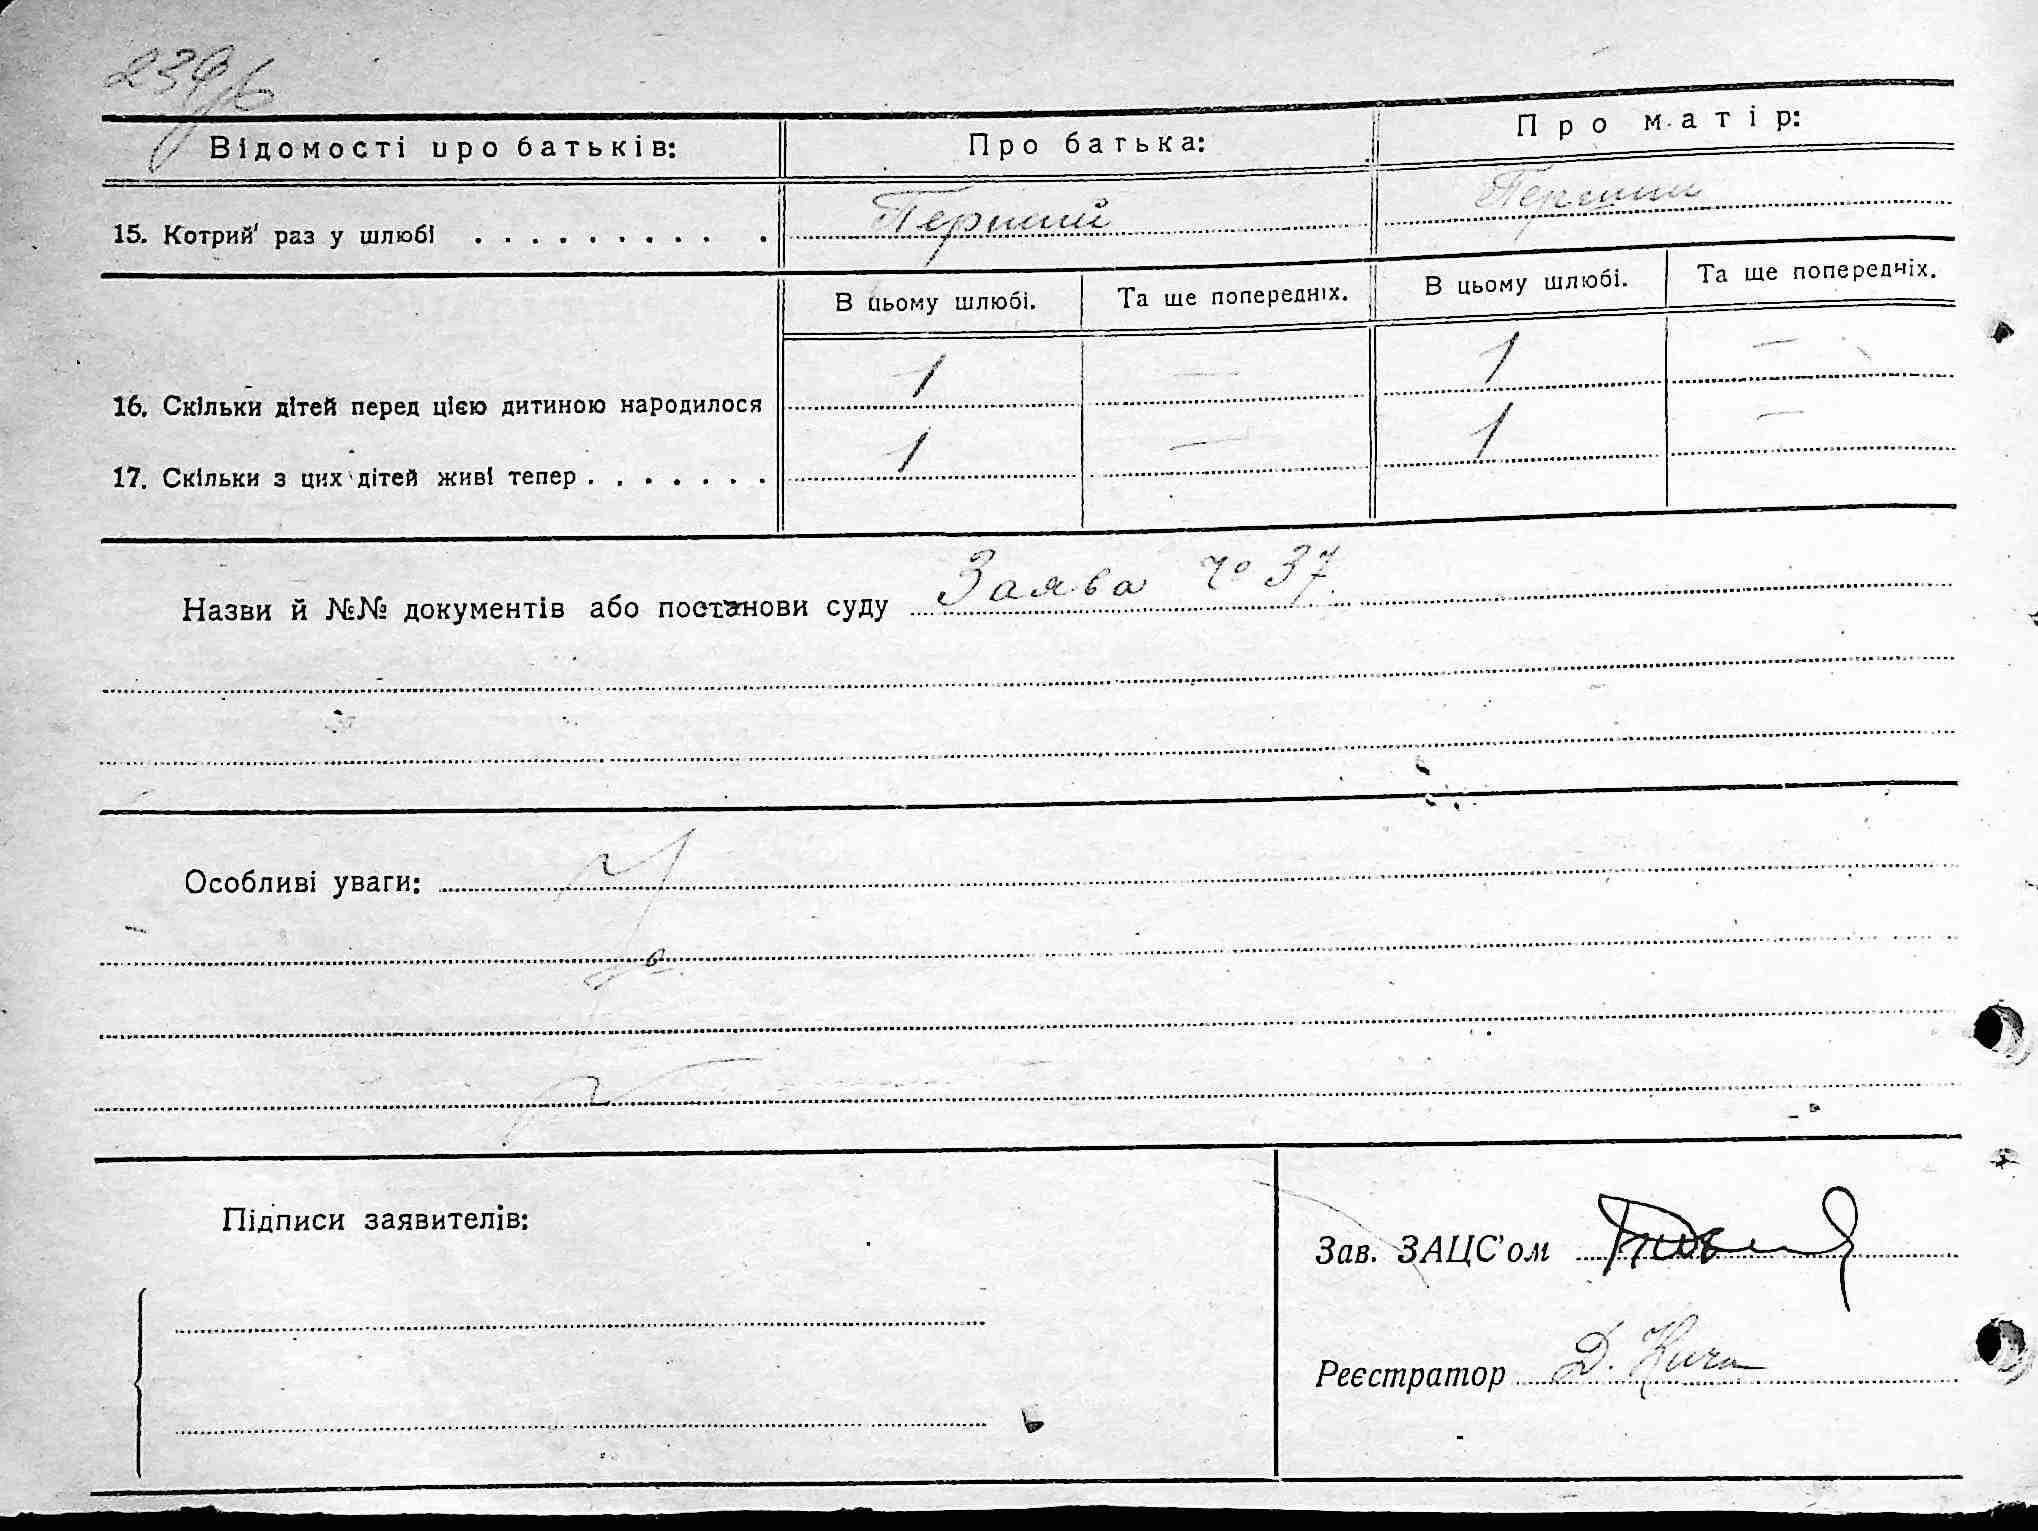 Відомості про батьків:
Про батька:
Про матір:
15. Котрий раз у шлюбі . . . . . . . . . . .
Перший
Перший
В цьому шлюбі.
Та ще попередніх.
В цьому шлюбі.
Та ще попередніх.
16. Скільки дітей перед цією дитиною народилося
1
—
1
—
17. Скільки з цих дітей живі тепер . . . . . . .
1
—
1
—
Назви й №№ документів або постанови суду Заява № 37.
Особливі уваги:
Підписи заявителів:
Зав. ЗАЦС'ом
Реєстратор Д.